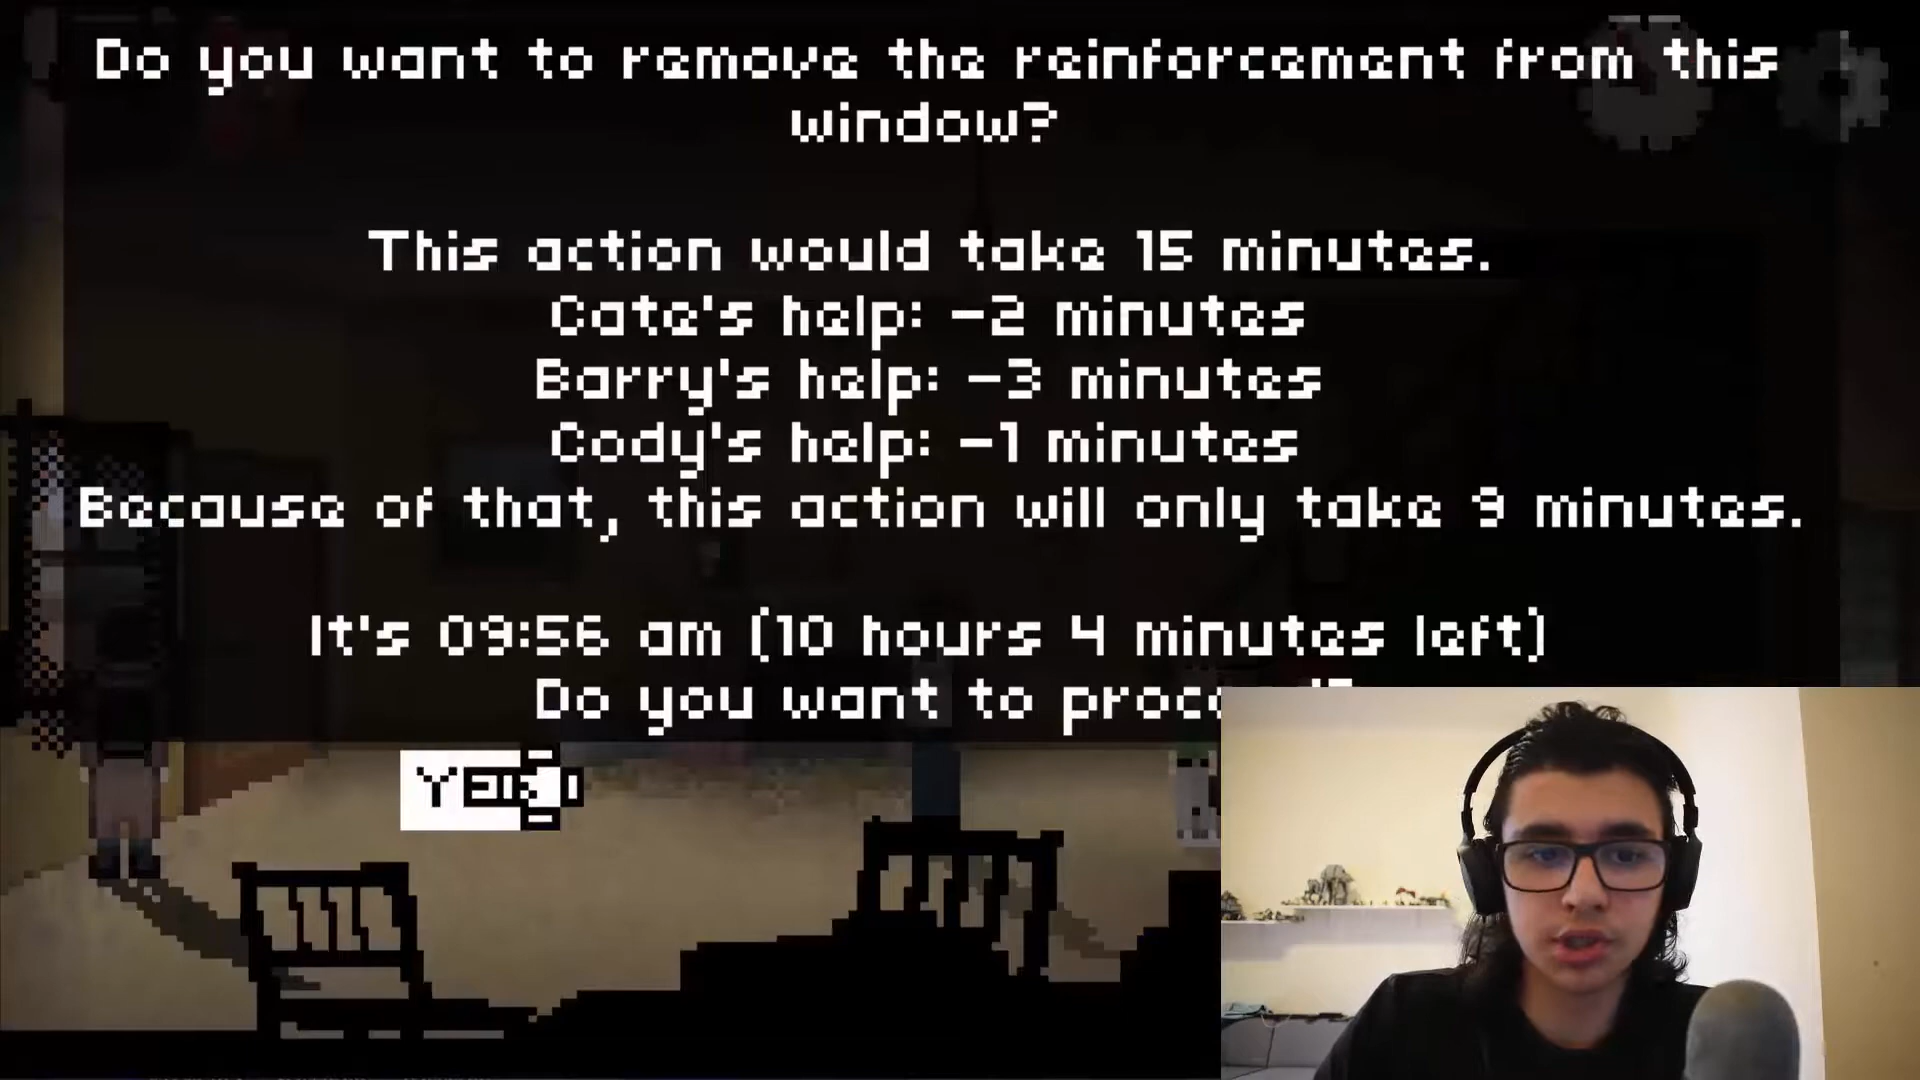 Do you want to remove the reinforcement from this
window?
This action would take 15 minutes.
Cate's help: -2 minutes
Barry's help: -3 minutes
Cody's help: -1 minutes
Because of that, this action will only take 9 minutes.
It's 09:56 am (10 hours 4 minutes left)
Do you want to